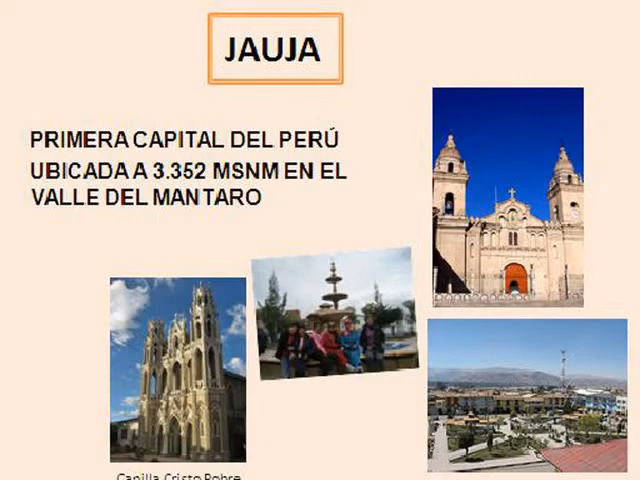 JAUJA
PRIMERA CAPITAL DEL PERÚ
UBICADA A 3.352 MSNM EN EL
VALLE DEL MANTARO
Capilla Cristo Pobre